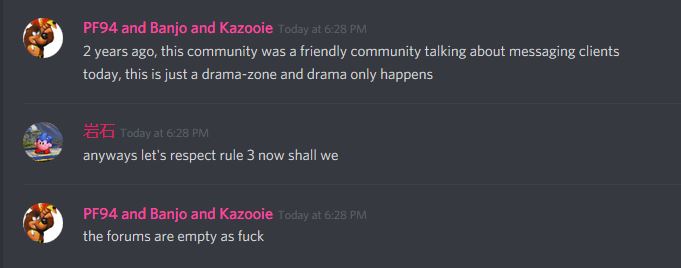 PF94 and Banjo and Kazooie Today at 6:28 PM
2 years ago, this community was a friendly community talking about messaging clients
today, this is just a drama-zone and drama only happens
岩石 Today at 6:28 PM
anyways let's respect rule 3 now shall we
PF94 and Banjo and Kazooie Today at 6:28 PM
the forums are empty as fuck